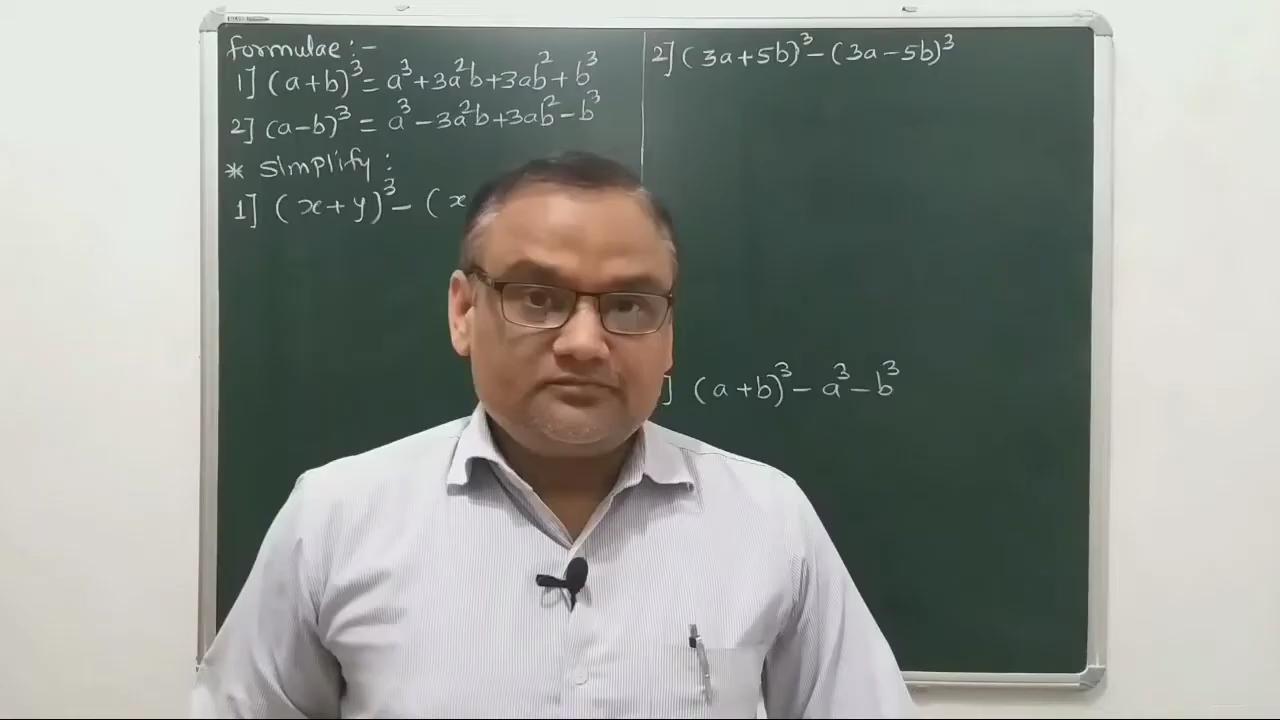 formulae :-
1] (a+b)³ = a³+3a²b+3ab²+b³
2] (a-b)³ = a³-3a²b+3ab²-b³
* Simplify :
1] (x+y)³ - (x
2] (3a+5b)³ - (3a-5b)³
] (a+b)³ - a³ - b³